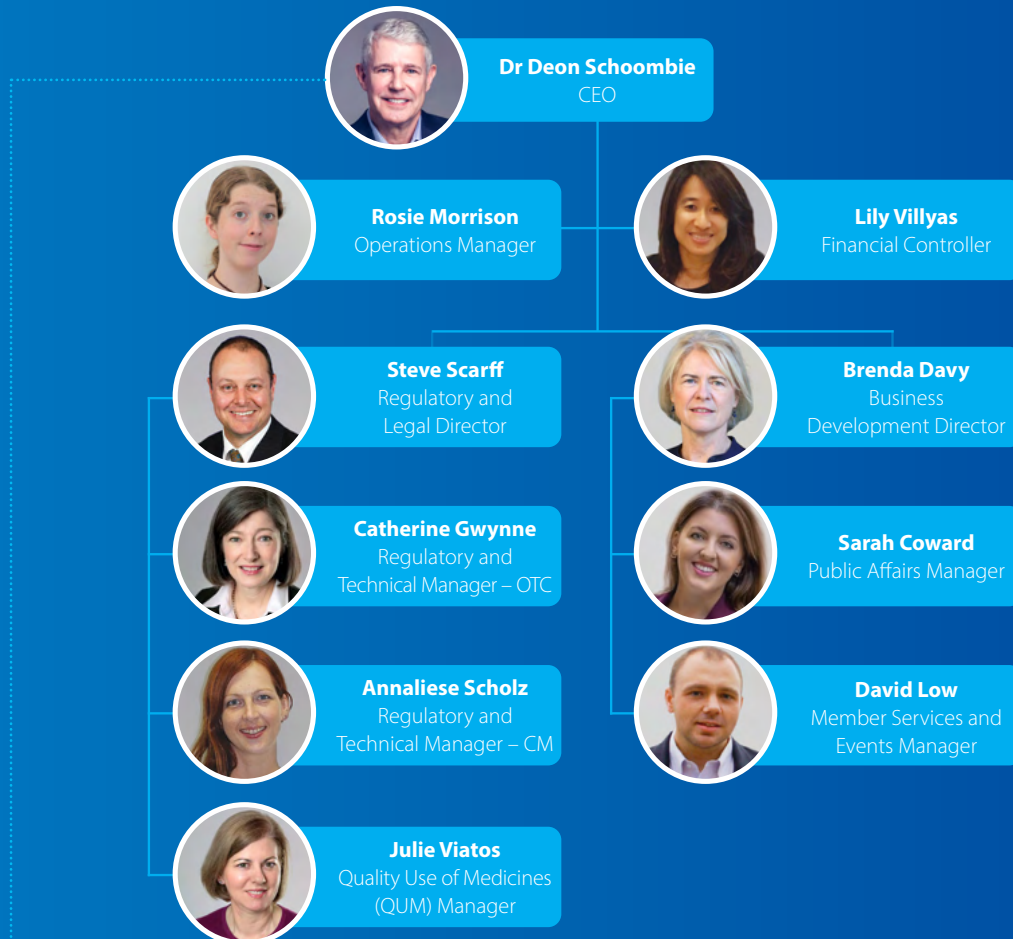 Dr Deon Schoombie
CEO
Rosie Morrison
Operations Manager
Lily Villyas
Financial Controller
Steve Scarff
Regulatory and
Legal Director
Brenda Davy
Business
Development Director
Catherine Gwynne
Regulatory and
Technical Manager – OTC
Sarah Coward
Public Affairs Manager
Annaliese Scholz
Regulatory and
Technical Manager – CM
David Low
Member Services and
Events Manager
Julie Viatos
Quality Use of Medicines
(QUM) Manager